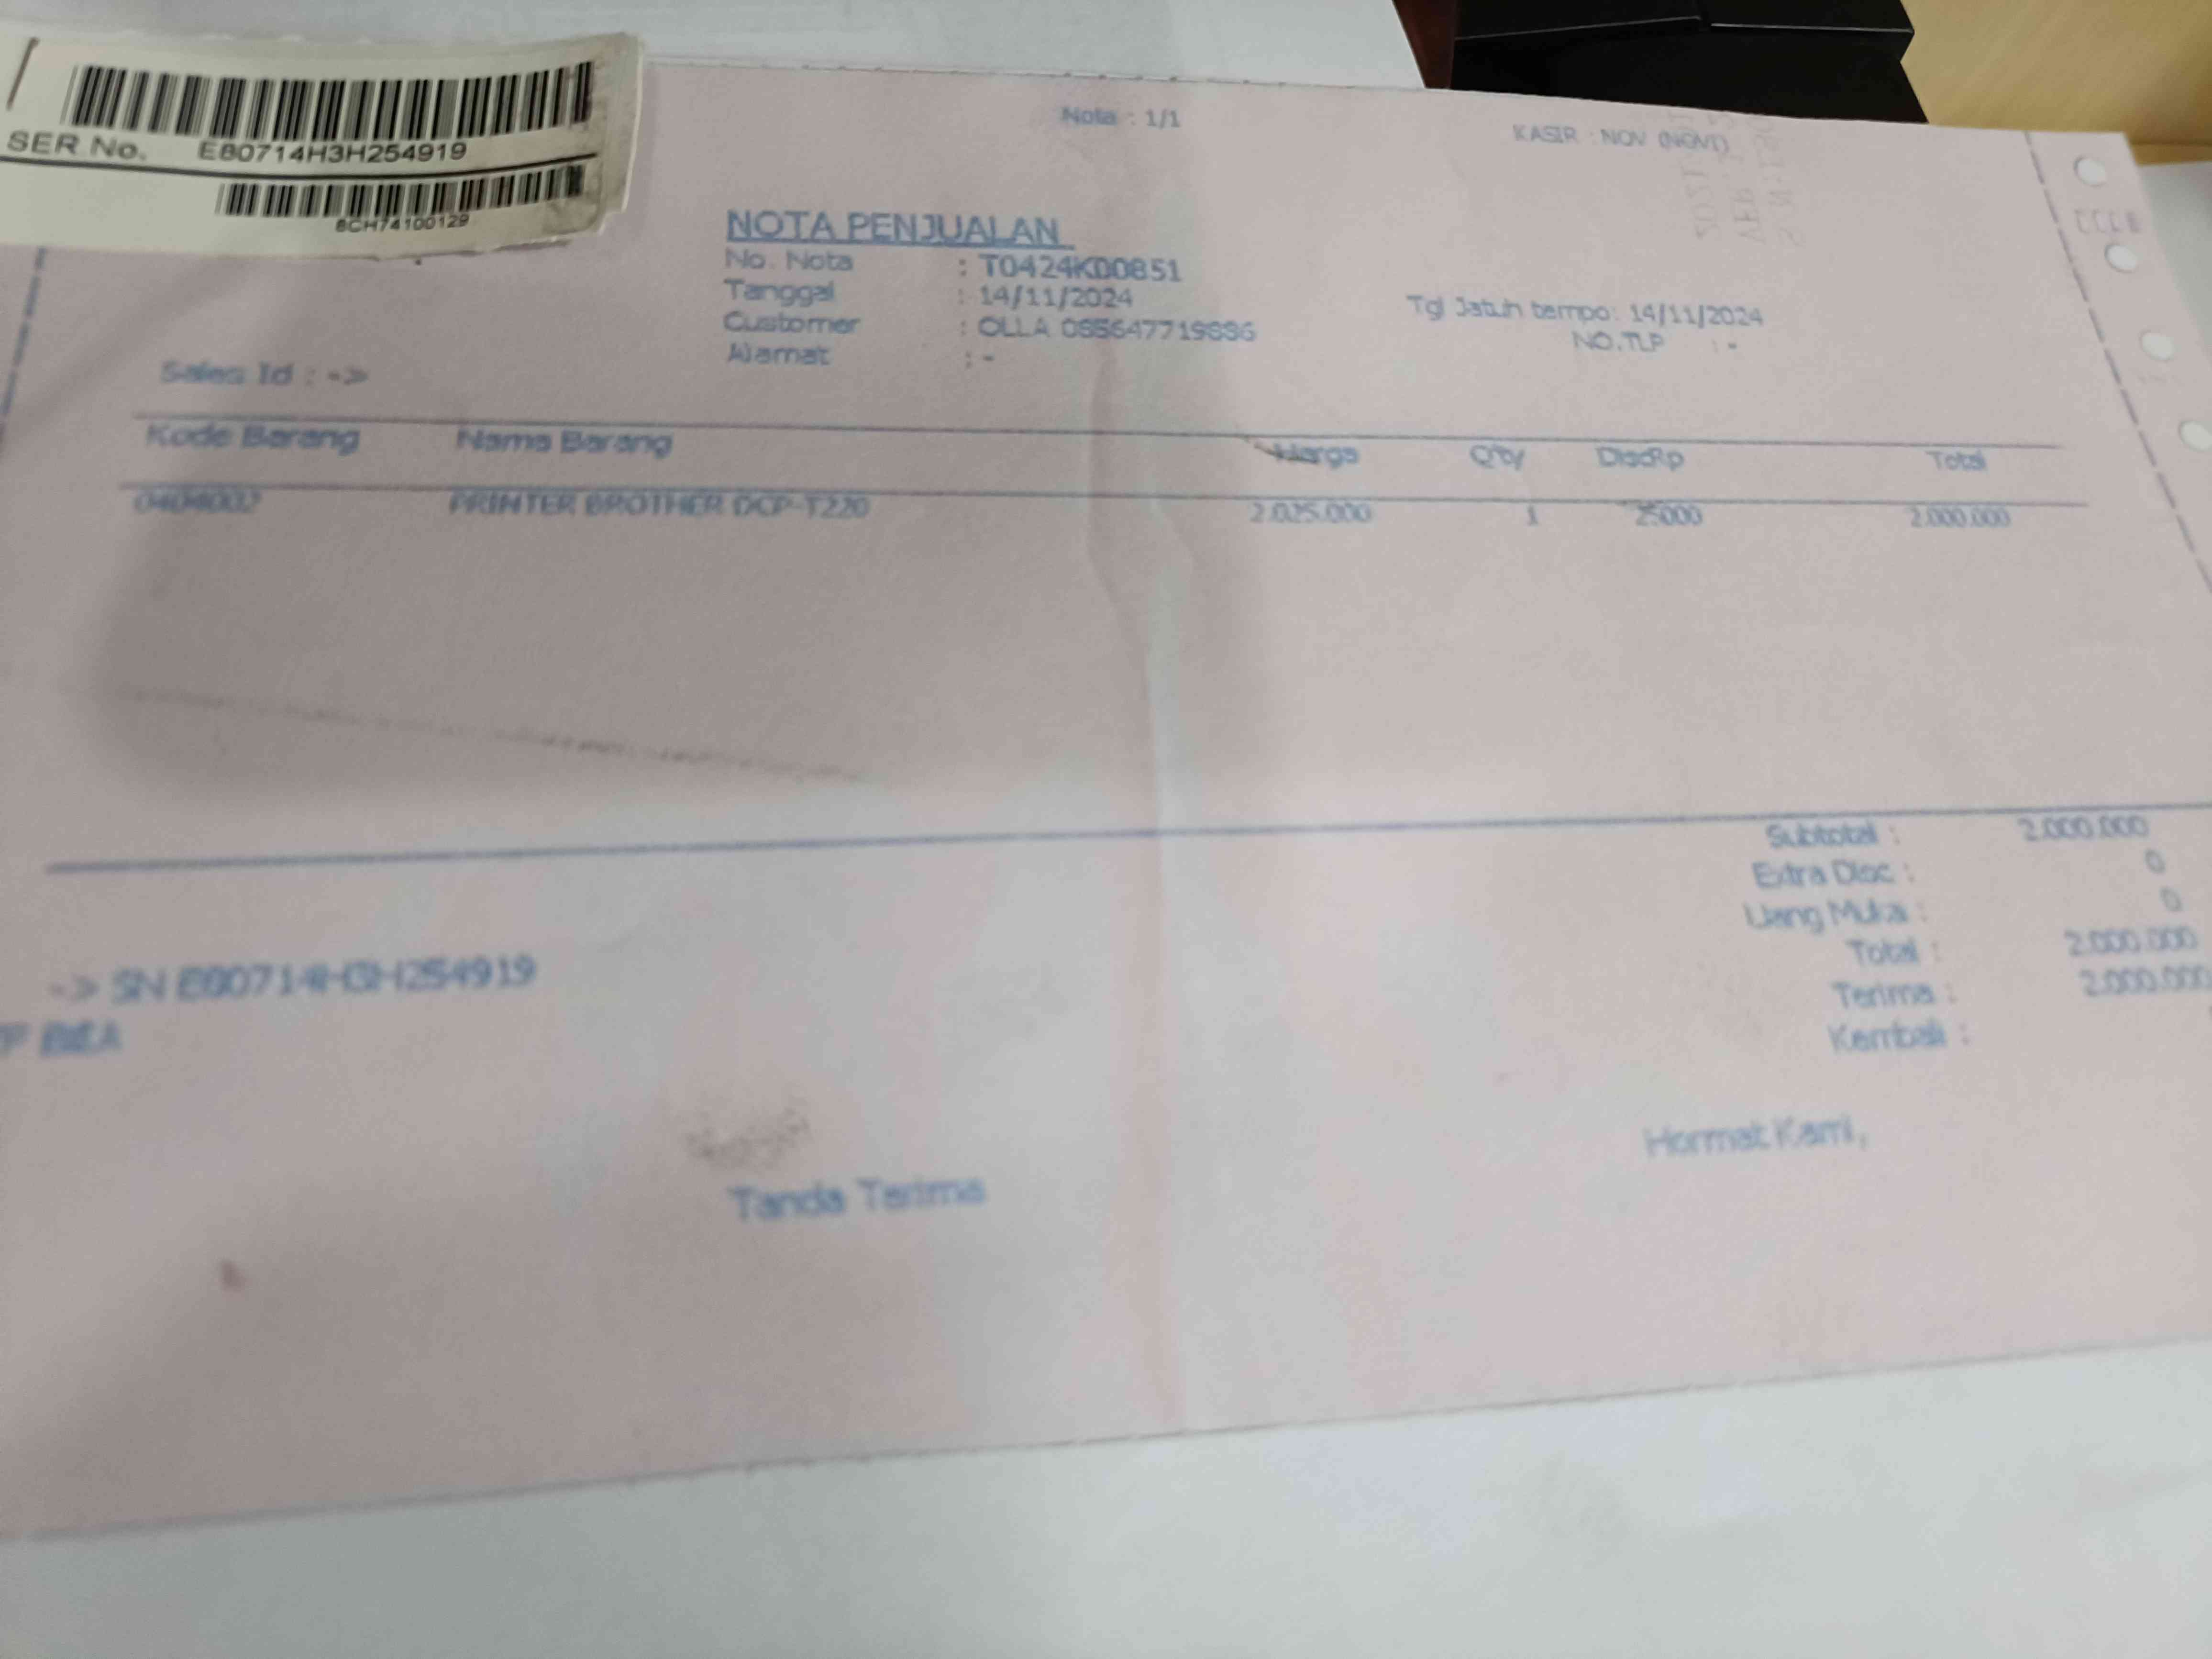 SER No. E80714H3H254919
8CH74100129
Nota : 1/1
KASIR : NOV (NOVI)
NOTA PENJUALAN
No. Nota : T0424KD0851
Tanggal : 14/11/2024
Tgl Jatuh tempo: 14/11/2024
Customer : OLLA 085647719886
NO.TLP : -
Alamat : -
Sales Id : ->
Kode Barang Nama Barang Harga Qty DiscRp Total
0404002 PRINTER BROTHER DCP-T220 2.025.000 1 25000 2.000.000
Subtotal : 2.000.000
Extra Disc : 0
Uang Muka : 0
Total : 2.000.000
Terima : 2.000.000
Kembali :
-> SN E80714H3H254919
Hormat Kami,
Tanda Terima